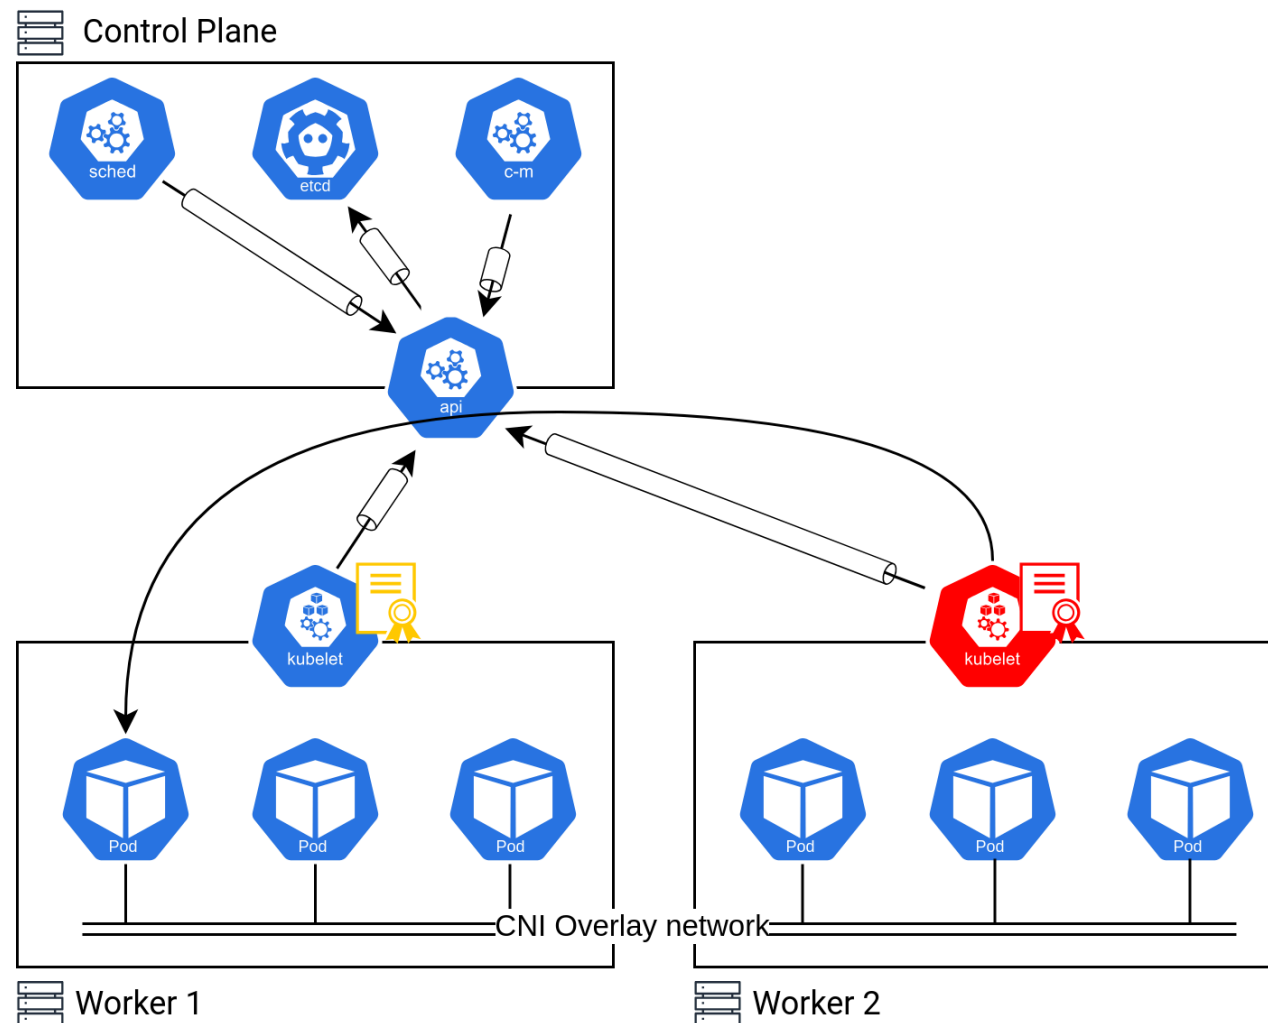 Control Plane
sched
etcd
c-m
api
kubelet
kubelet
Pod
Pod
Pod
Pod
Pod
Pod
CNI Overlay network
Worker 1
Worker 2